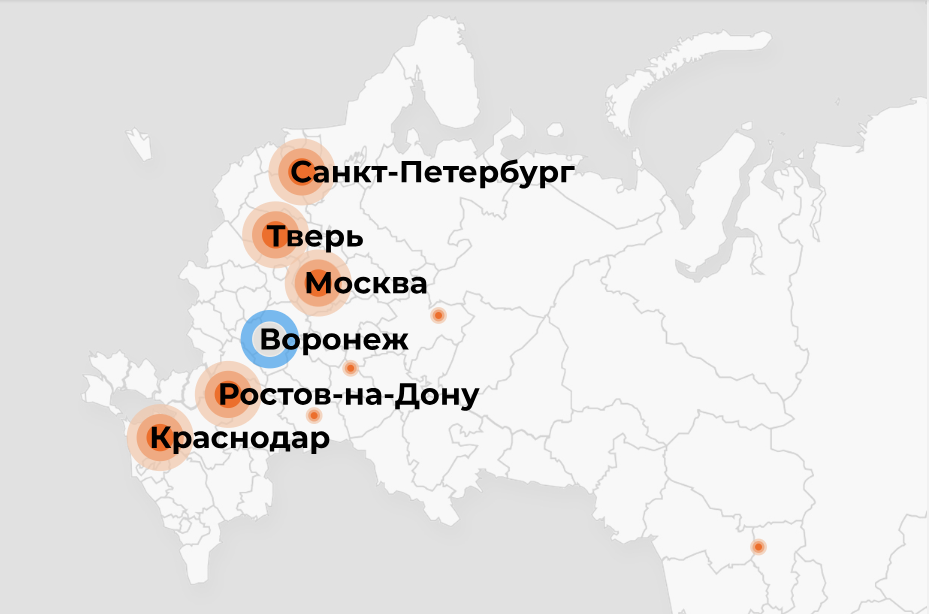 Санкт-Петербург
Тверь
Москва
Воронеж
Ростов-на-Дону
Краснодар